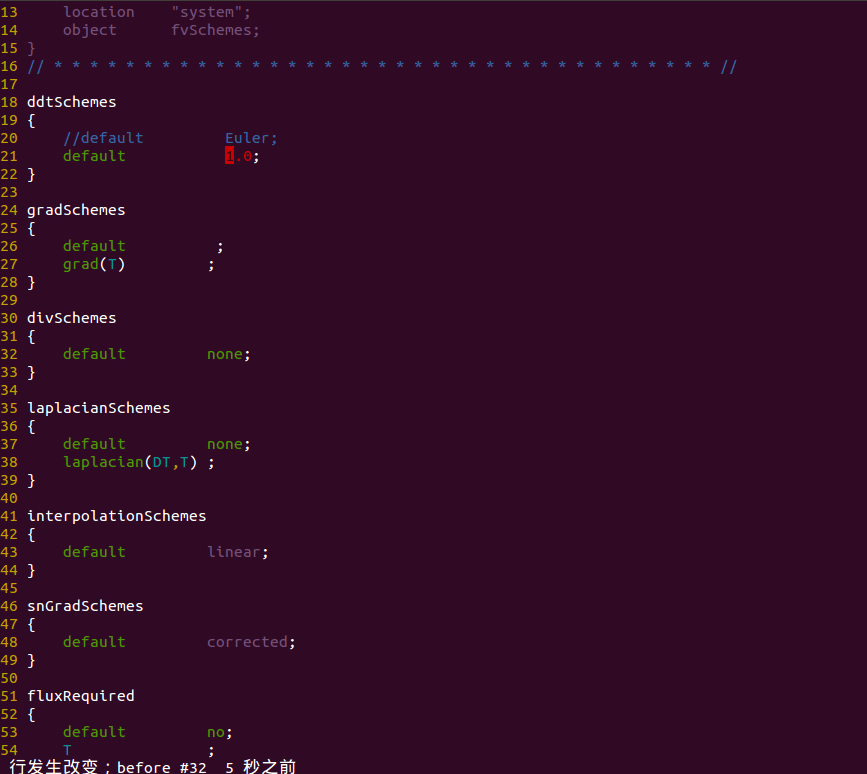 13     location    "system";
14     object      fvSchemes;
15 }
16 // * * * * * * * * * * * * * * * * * * * * * * * * * * * * * * * * * * * * * //
17
18 ddtSchemes
19 {
20     //default         Euler;
21     default           1.0;
22 }
23
24 gradSchemes
25 {
26     default          ;
27     grad(T)         ;
28 }
29
30 divSchemes
31 {
32     default         none;
33 }
34
35 laplacianSchemes
36 {
37     default         none;
38     laplacian(DT,T) ;
39 }
40
41 interpolationSchemes
42 {
43     default         linear;
44 }
45
46 snGradSchemes
47 {
48     default         corrected;
49 }
50
51 fluxRequired
52 {
53     default         no;
54     T               ;
行发生改变；before #32  5 秒之前